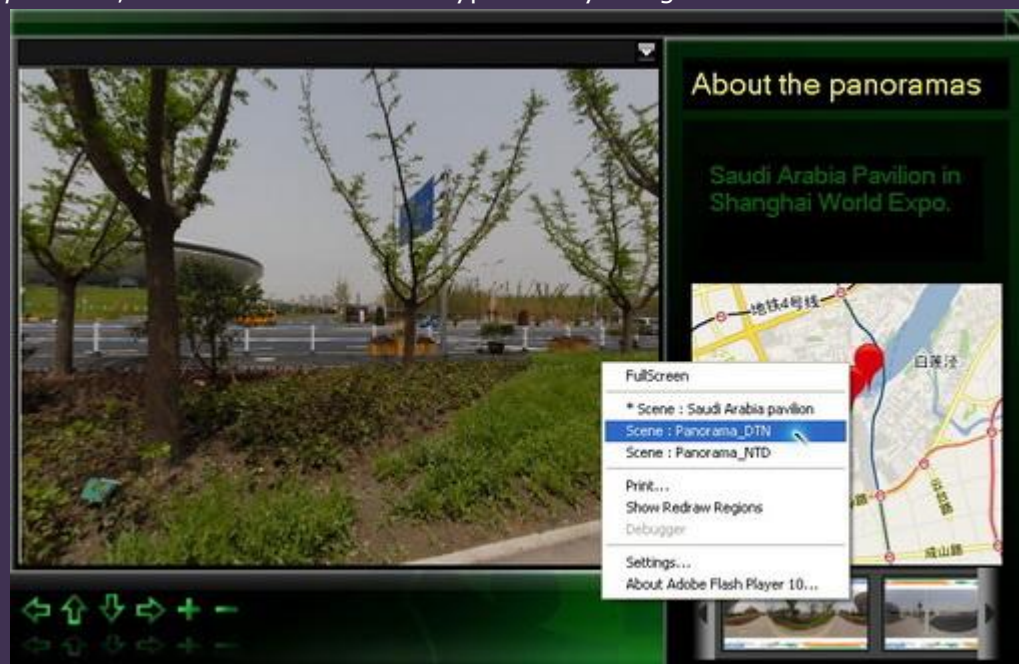 About the panoramas
Saudi Arabia Pavilion in
Shanghai World Expo.
地铁4号线
白莲泾
FullScreen
* Scene : Saudi Arabia pavilion
Scene : Panorama_DTN
Scene : Panorama_NTD
Print...
Show Redraw Regions
Debugger
成山路
Settings...
About Adobe Flash Player 10...